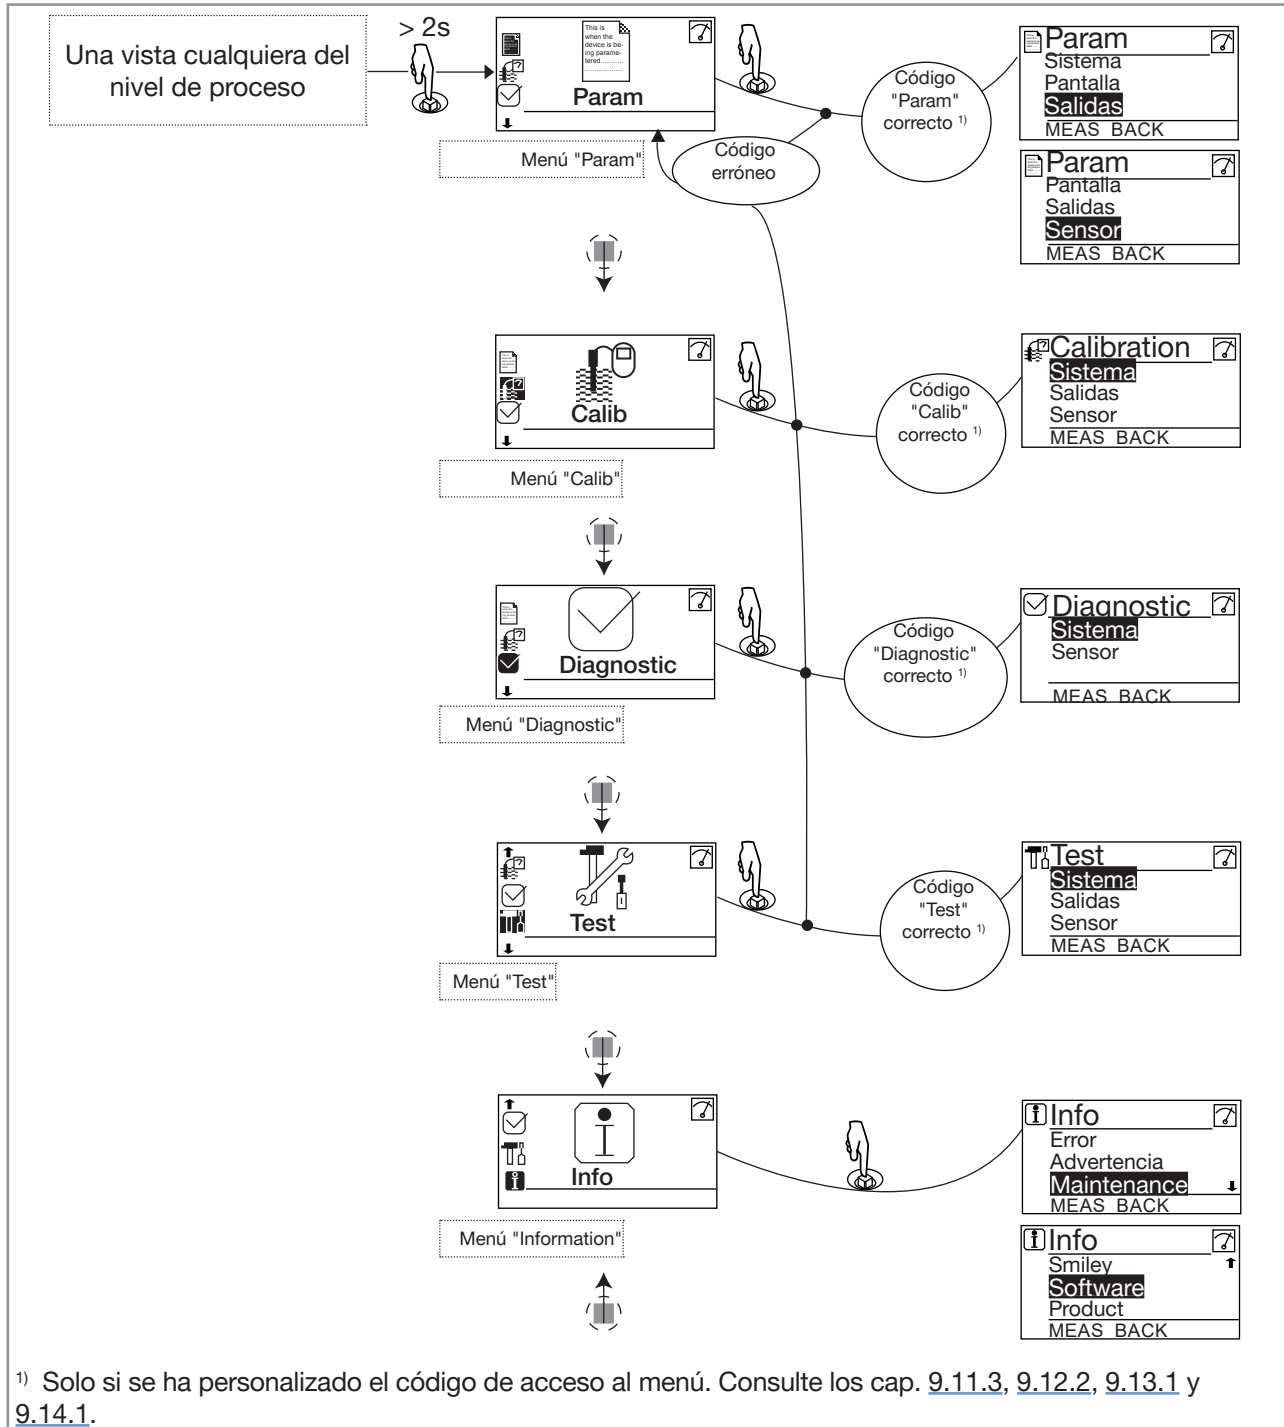 Una vista cualquiera del
nivel de proceso
> 2s
This is
when the
device is be-
ing parame-
tered...........
Param
Menú "Param"
Código
erróneo
Código
"Param"
correcto 1)
Param
Sistema
Pantalla
Salidas
MEAS BACK
Param
Pantalla
Salidas
Sensor
MEAS BACK
Calib
Menú "Calib"
Código
"Calib"
correcto 1)
Calibration
Sistema
Salidas
Sensor
MEAS BACK
Diagnostic
Menú "Diagnostic"
Código
"Diagnostic"
correcto 1)
Diagnostic
Sistema
Sensor
MEAS BACK
Test
Menú "Test"
Código
"Test"
correcto 1)
Test
Sistema
Salidas
Sensor
MEAS BACK
Info
Menú "Information"
Info
Error
Advertencia
Maintenance
MEAS BACK
Info
Smiley
Software
Product
MEAS BACK
1) Solo si se ha personalizado el código de acceso al menú. Consulte los cap. 9.11.3, 9.12.2, 9.13.1 y
9.14.1.